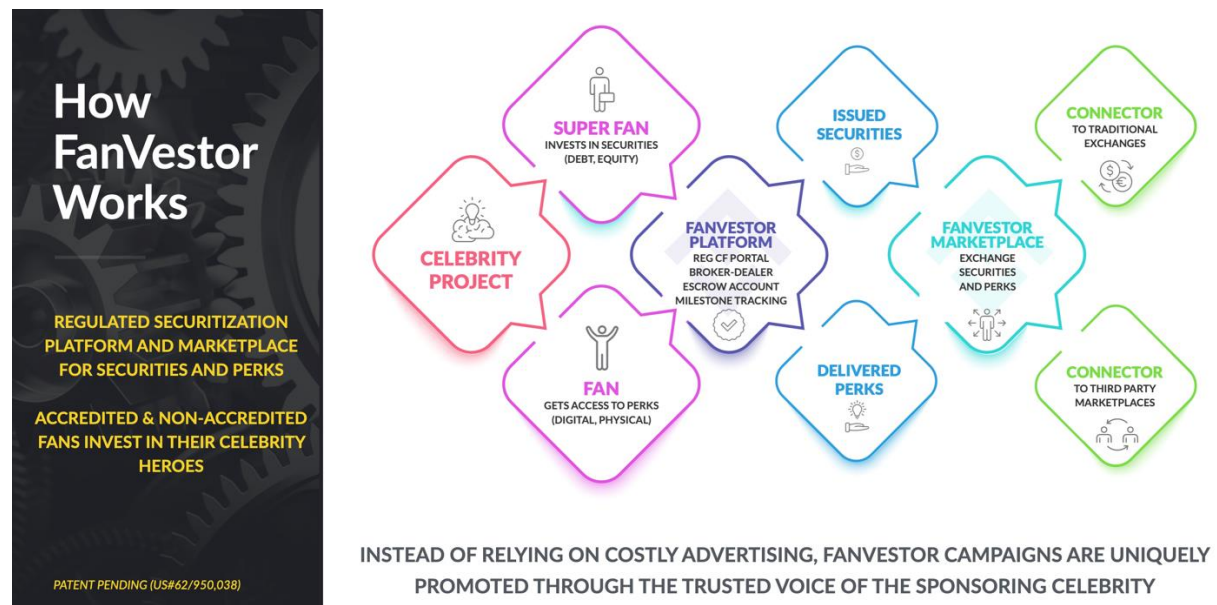 How
FanVestor
Works
REGULATED SECURITIZATION
PLATFORM AND MARKETPLACE
FOR SECURITIES AND PERKS
ACCREDITED & NON-ACCREDITED
FANS INVEST IN THEIR CELEBRITY
HEROES
PATENT PENDING (US#62/950,038)
CELEBRITY
PROJECT
SUPER FAN
INVESTS IN SECURITIES
(DEBT, EQUITY)
FAN
GETS ACCESS TO PERKS
(DIGITAL, PHYSICAL)
FANVESTOR
PLATFORM
REG CF PORTAL
BROKER-DEALER
ESCROW ACCOUNT
MILESTONE TRACKING
ISSUED
SECURITIES
$
DELIVERED
PERKS
FANVESTOR
MARKETPLACE
EXCHANGE
SECURITIES
AND PERKS
CONNECTOR
TO TRADITIONAL
EXCHANGES
$
€
CONNECTOR
TO THIRD PARTY
MARKETPLACES
INSTEAD OF RELYING ON COSTLY ADVERTISING, FANVESTOR CAMPAIGNS ARE UNIQUELY
PROMOTED THROUGH THE TRUSTED VOICE OF THE SPONSORING CELEBRITY